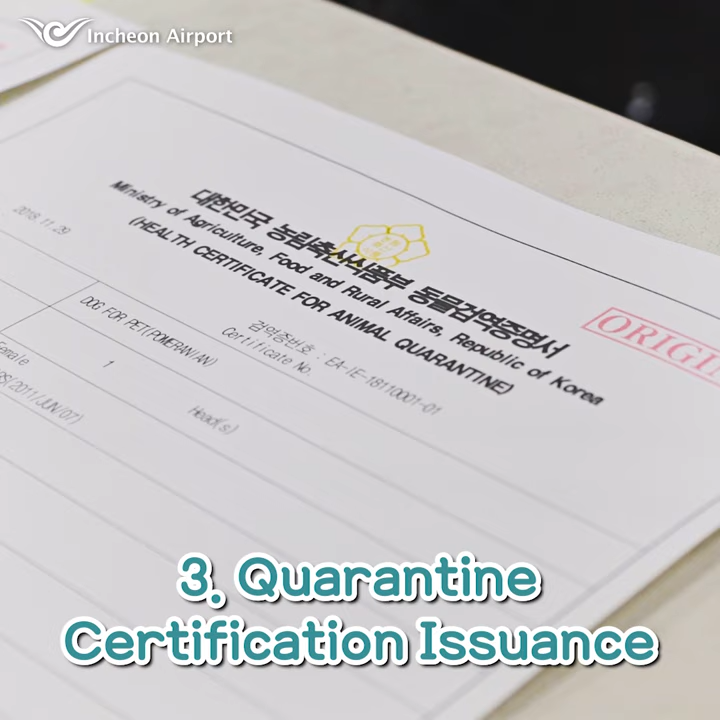 Incheon Airport
대한민국 농림축산식품부 동물검역증명서
Ministry of Agriculture, Food and Rural Affairs, Republic of Korea
(HEALTH CERTIFICATE FOR ANIMAL QUARANTINE)
2018.11.29
검역증번호 : EA-IE-18110001-01
Certificate No.
DOG FOR PET(POMERANIAN)
Female
1
Head(s)
(2011/JUN/07)
3. Quarantine
Certification Issuance